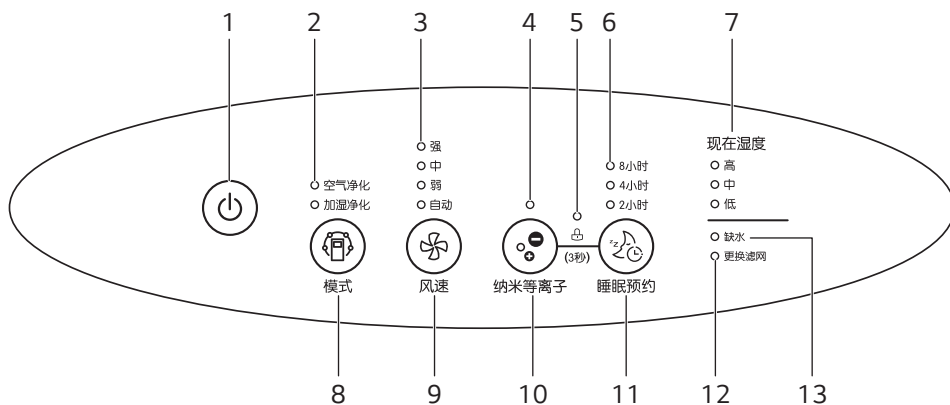 1 2 3 4 5 6 7
现在湿度
强
中
弱
自动
空气净化
加湿净化
8小时
4小时
2小时
高
中
低
缺水
更换滤网
(3秒)
模式 风速 纳米等离子 睡眠预约
8 9 10 11 12 13